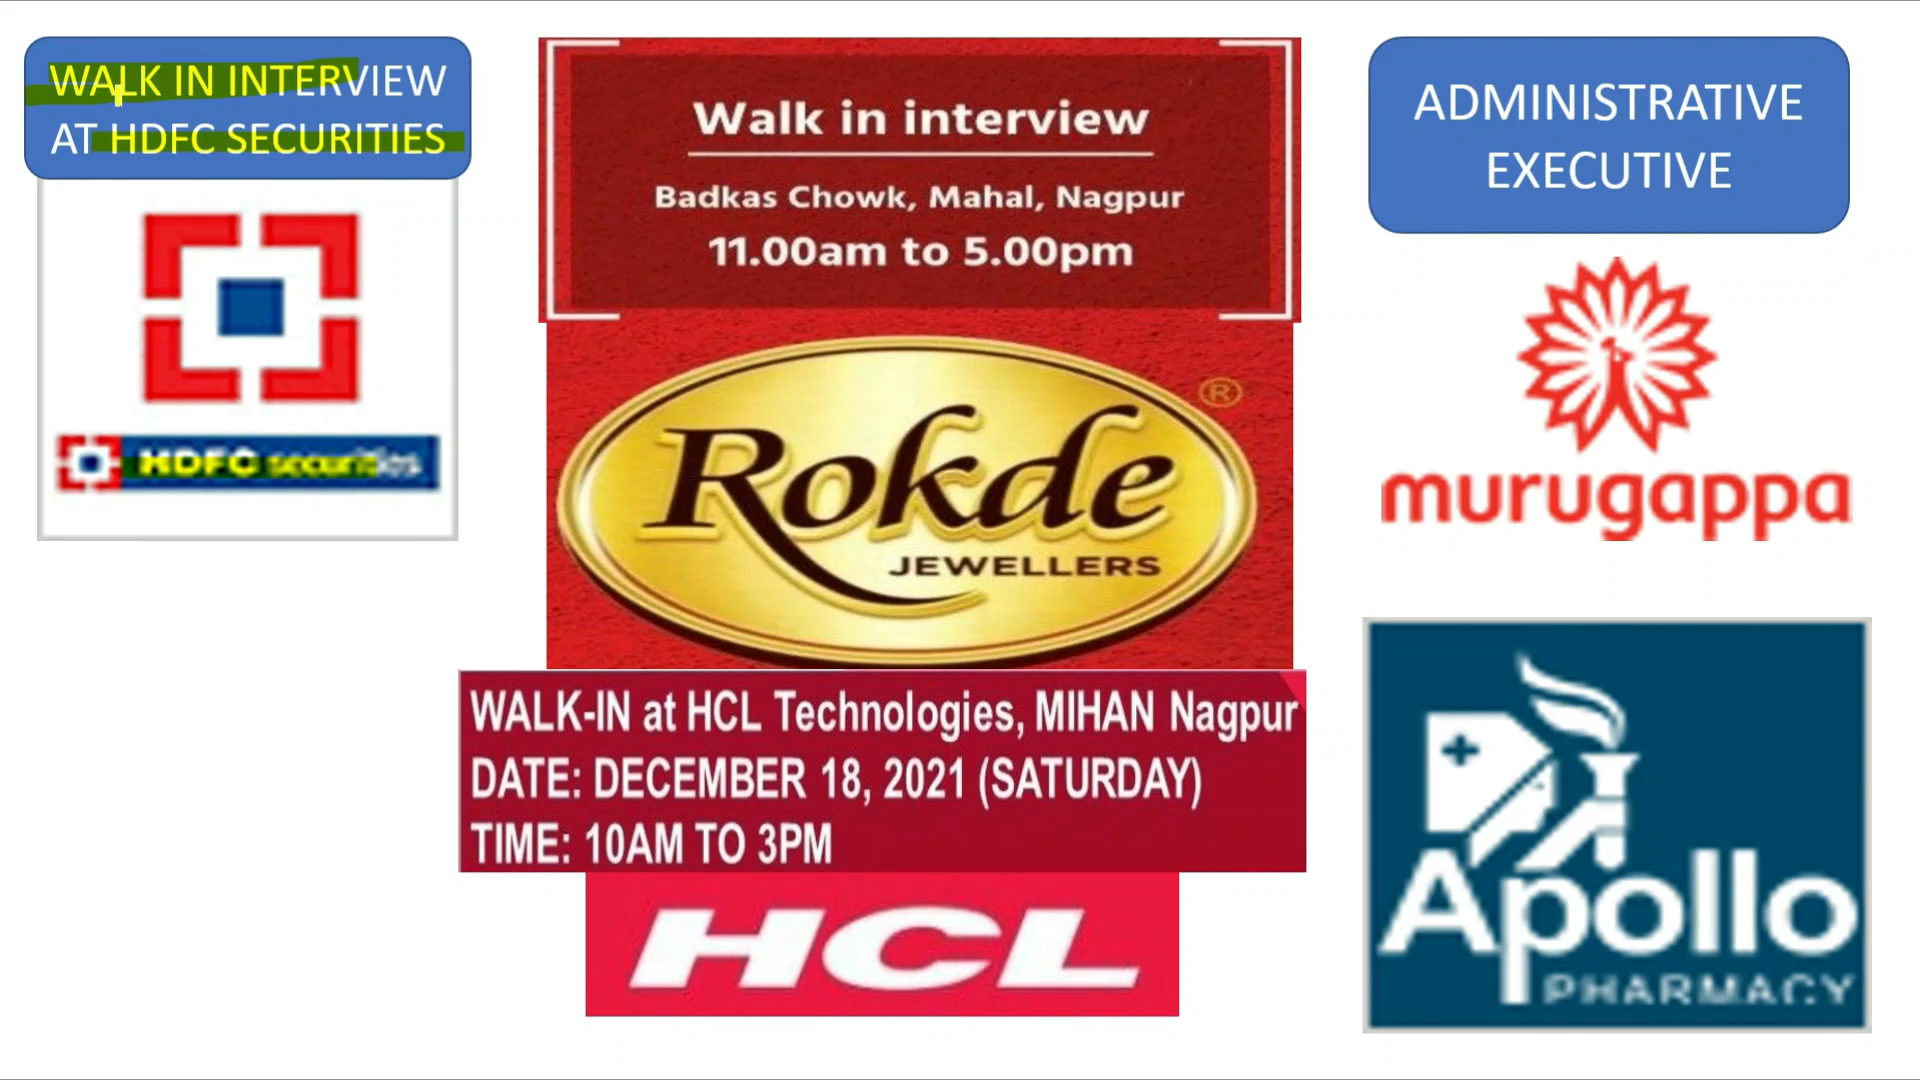 WALK IN INTERVIEW
AT HDFC SECURITIES
HDFC securities
Walk in interview
Badkas Chowk, Mahal, Nagpur
11.00am to 5.00pm
Rokde
®
JEWELLERS
WALK-IN at HCL Technologies, MIHAN Nagpur
DATE: DECEMBER 18, 2021 (SATURDAY)
TIME: 10AM TO 3PM
HCL
ADMINISTRATIVE
EXECUTIVE
murugappa
Apollo
PHARMACY